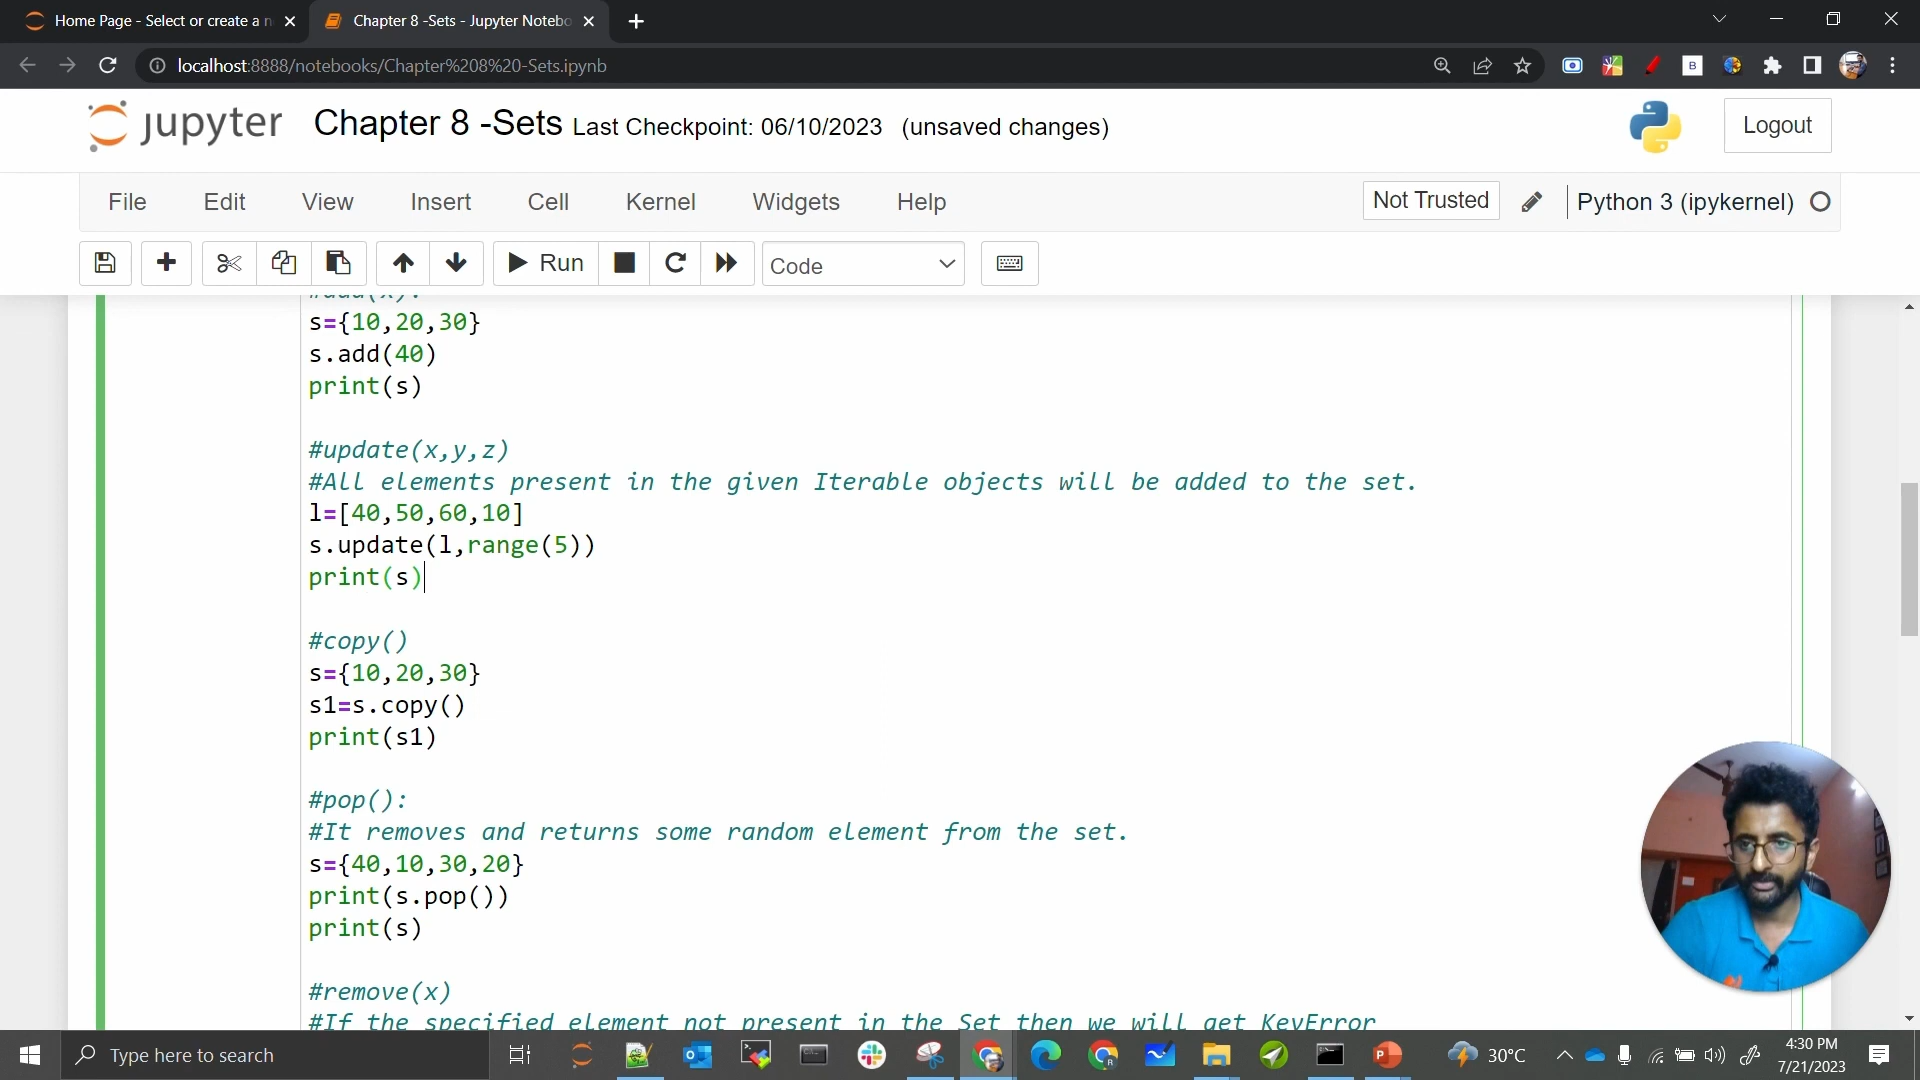 Home Page - Select or create a n
Chapter 8 -Sets - Jupyter Notebo
localhost:8888/notebooks/Chapter%208%20-Sets.ipynb
jupyter Chapter 8 -Sets Last Checkpoint: 06/10/2023 (unsaved changes)
Logout
File Edit View Insert Cell Kernel Widgets Help
Not Trusted
Python 3 (ipykernel)
Run
Code
#add(x):
s={10,20,30}
s.add(40)
print(s)
#update(x,y,z)
#All elements present in the given Iterable objects will be added to the set.
l=[40,50,60,10]
s.update(l,range(5))
print(s)
#copy()
s={10,20,30}
s1=s.copy()
print(s1)
#pop():
#It removes and returns some random element from the set.
s={40,10,30,20}
print(s.pop())
print(s)
#remove(x)
#If the specified element not present in the Set then we will get KeyError
Type here to search
30°C
4:30 PM
7/21/2023